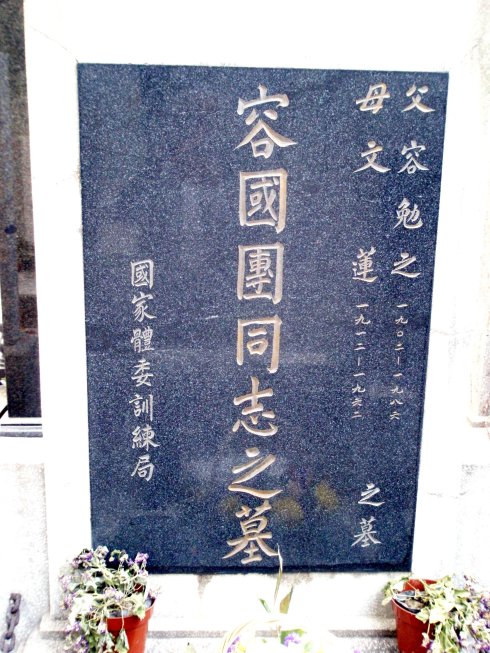 父容勉之 一九〇二－一九八六
母文蓮 一九一二－一九六二 之墓
容國團同志之墓
國家體委訓練局